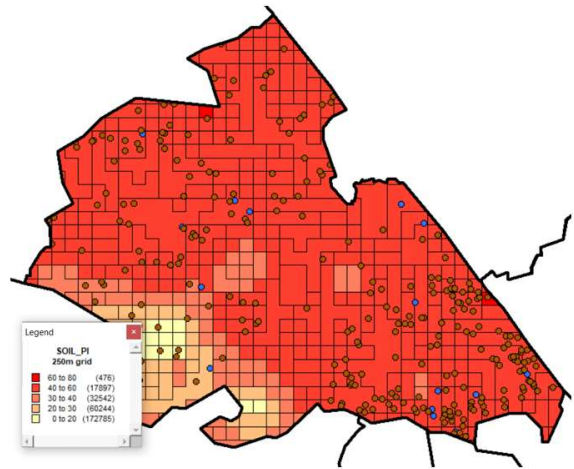 Legend
SOIL_PI
250m grid
60 to 80 (476)
40 to 60 (17897)
30 to 40 (32542)
20 to 30 (60244)
0 to 20 (172785)